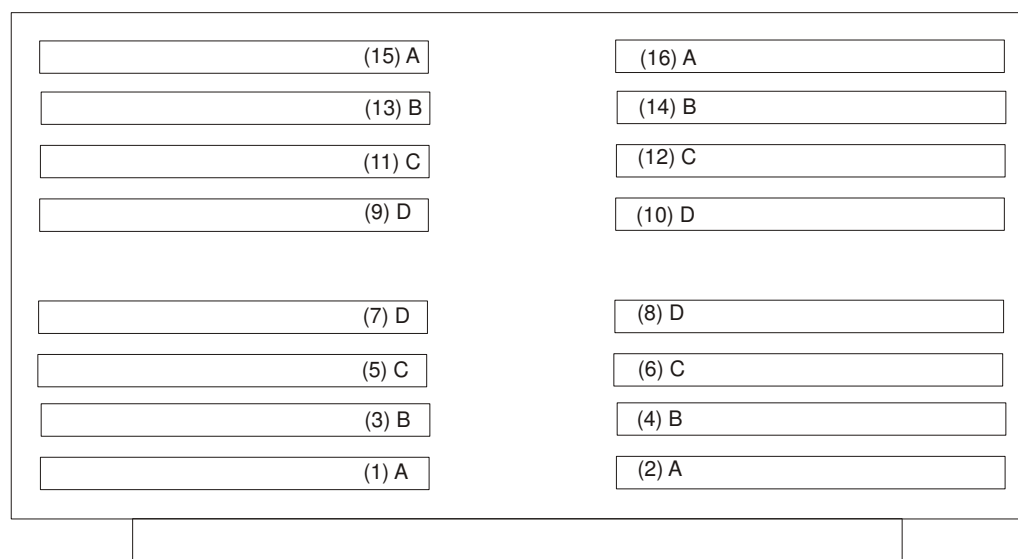 (15) A (16) A
(13) B (14) B
(11) C (12) C
(9) D (10) D
(7) D (8) D
(5) C (6) C
(3) B (4) B
(1) A (2) A